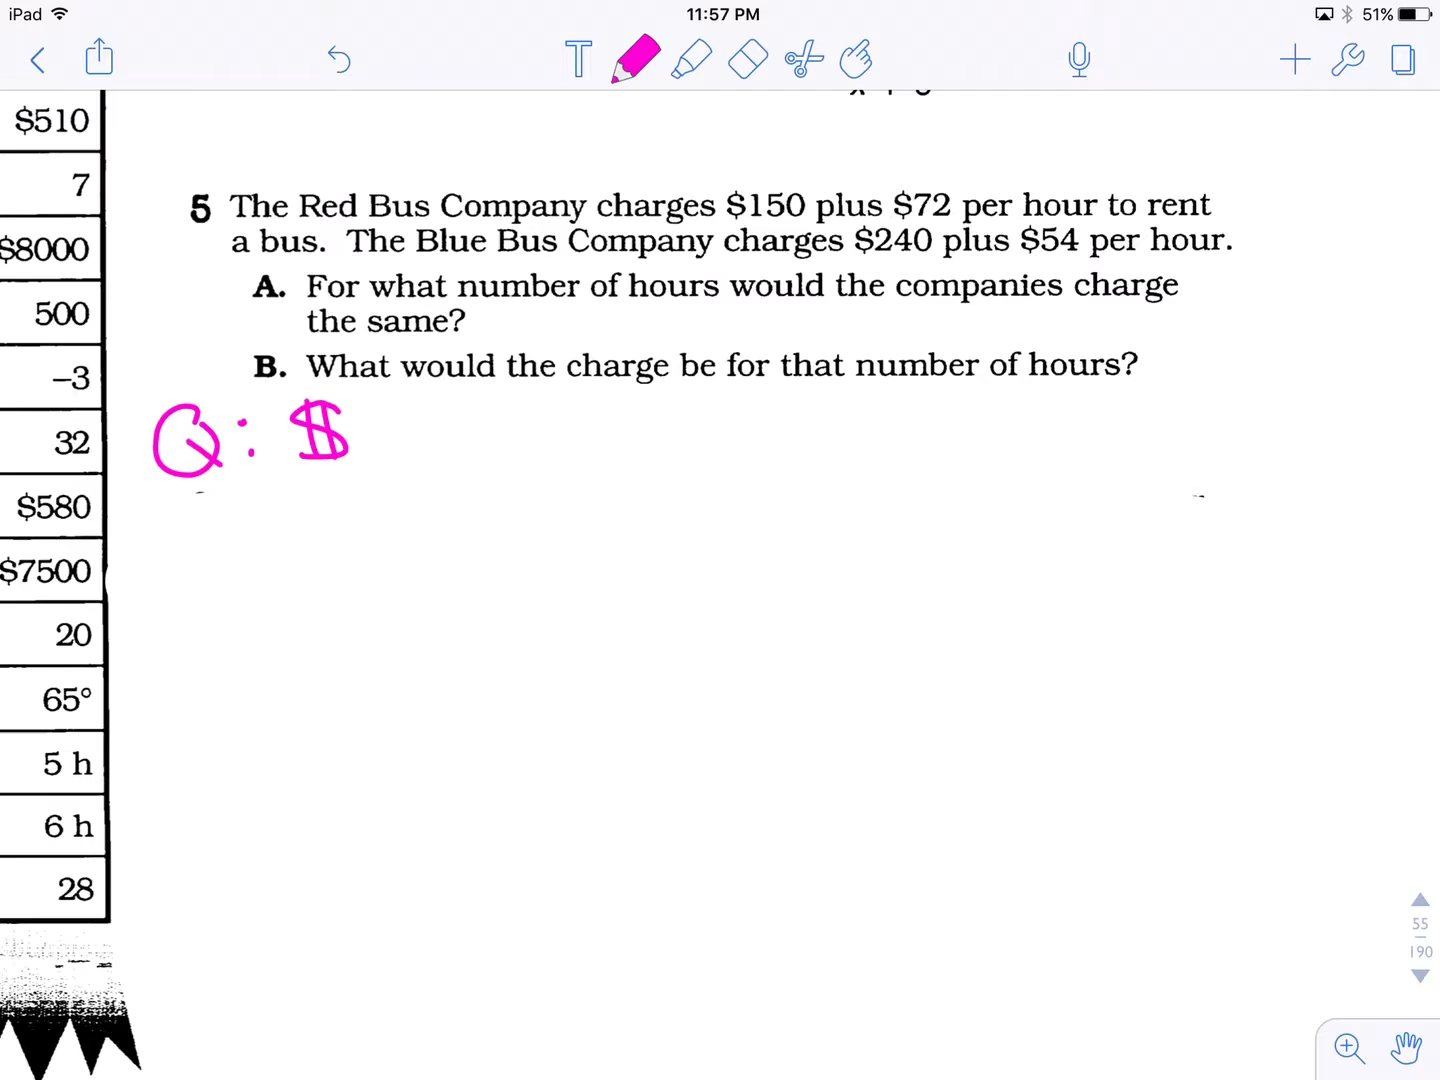 iPad
11:57 PM
51%
T
$510
7
$8000
500
–3
32
$580
$7500
20
65°
5 h
6 h
28
5 The Red Bus Company charges $150 plus $72 per hour to rent
a bus. The Blue Bus Company charges $240 plus $54 per hour.
A. For what number of hours would the companies charge
the same?
B. What would the charge be for that number of hours?
Q: $
55
190